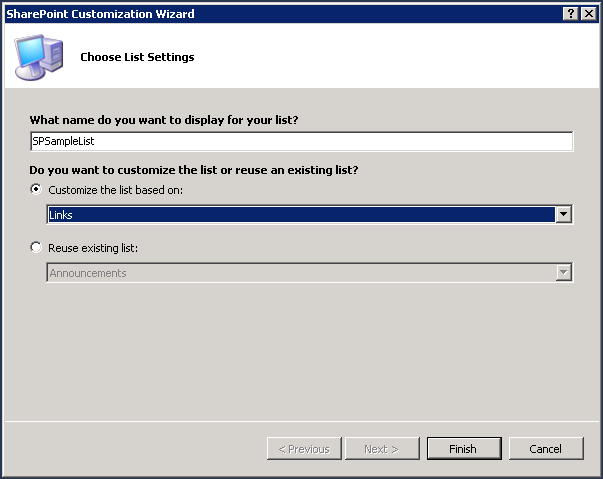 SharePoint Customization Wizard
Choose List Settings
What name do you want to display for your list?
SPSampleList
Do you want to customize the list or reuse an existing list?
Customize the list based on:
Links
Reuse existing list:
Announcements
< Previous Next > Finish Cancel